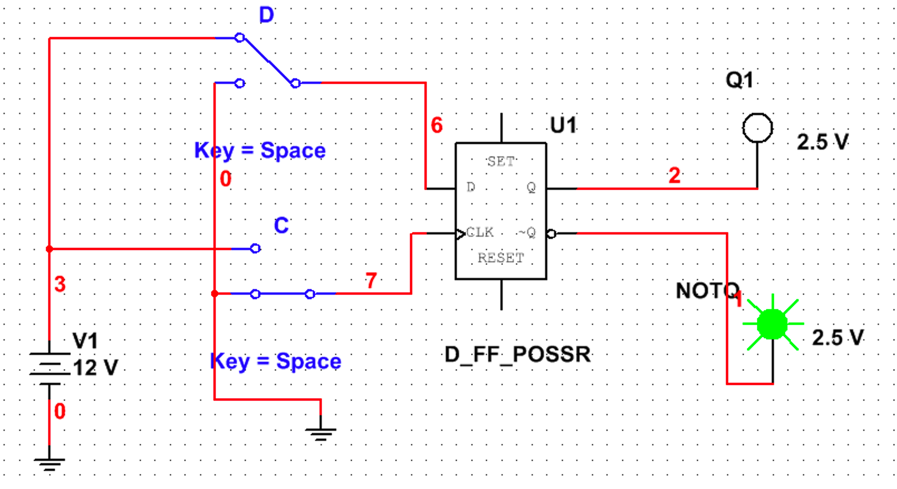 D
Q1
U1
2.5 V
6
Key = Space
SET
0
2
D
Q
C
CLK
~Q
RESET
7
3
NOTQ
1
V1
12 V
2.5 V
Key = Space
D_FF_POSSR
0